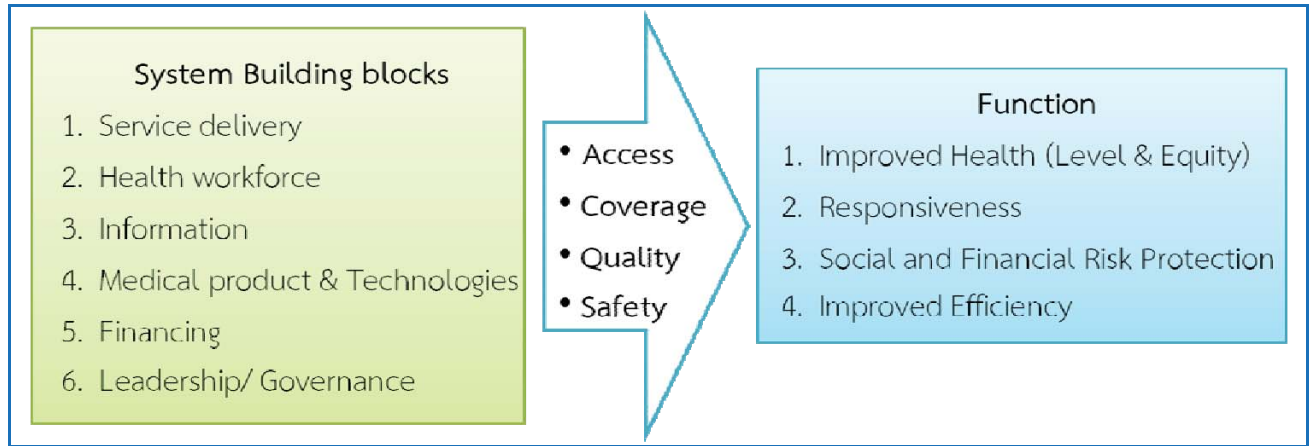 System Building blocks
1. Service delivery
2. Health workforce
3. Information
4. Medical product & Technologies
5. Financing
6. Leadership/ Governance
• Access
• Coverage
• Quality
• Safety
Function
1. Improved Health (Level & Equity)
2. Responsiveness
3. Social and Financial Risk Protection
4. Improved Efficiency